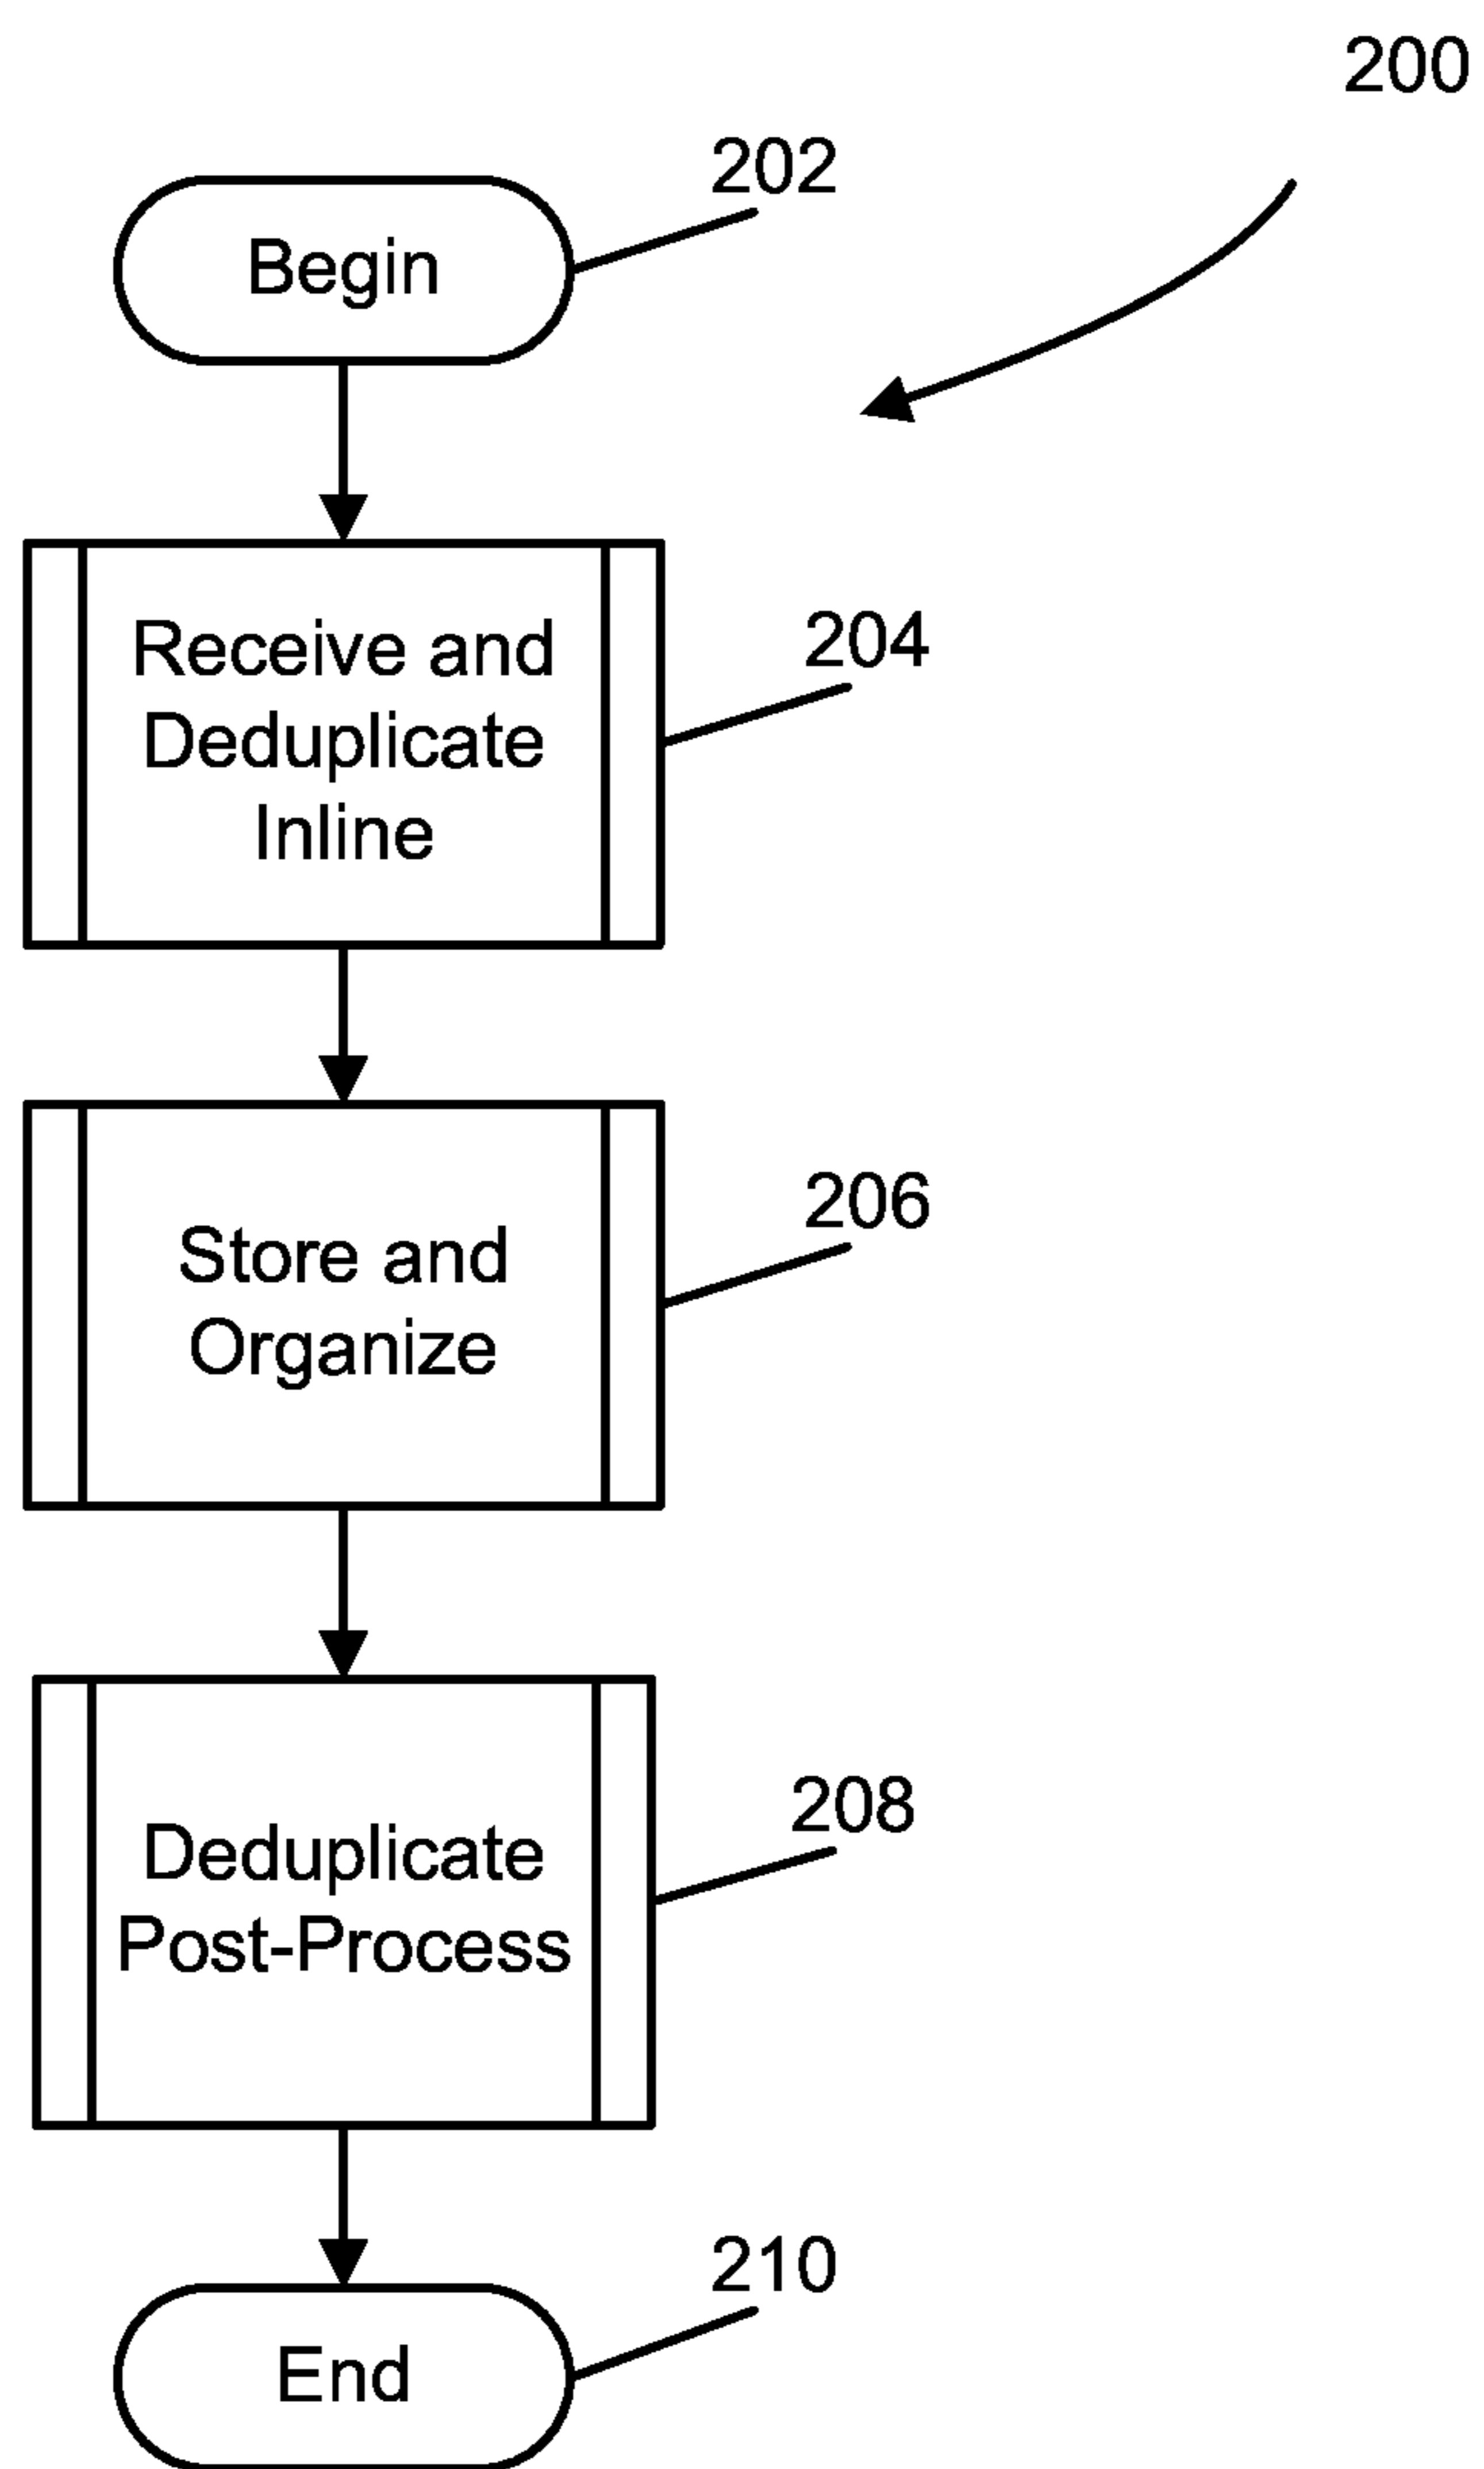 200
202
Begin
204
Receive and
Deduplicate
Inline
206
Store and
Organize
208
Deduplicate
Post-Process
210
End